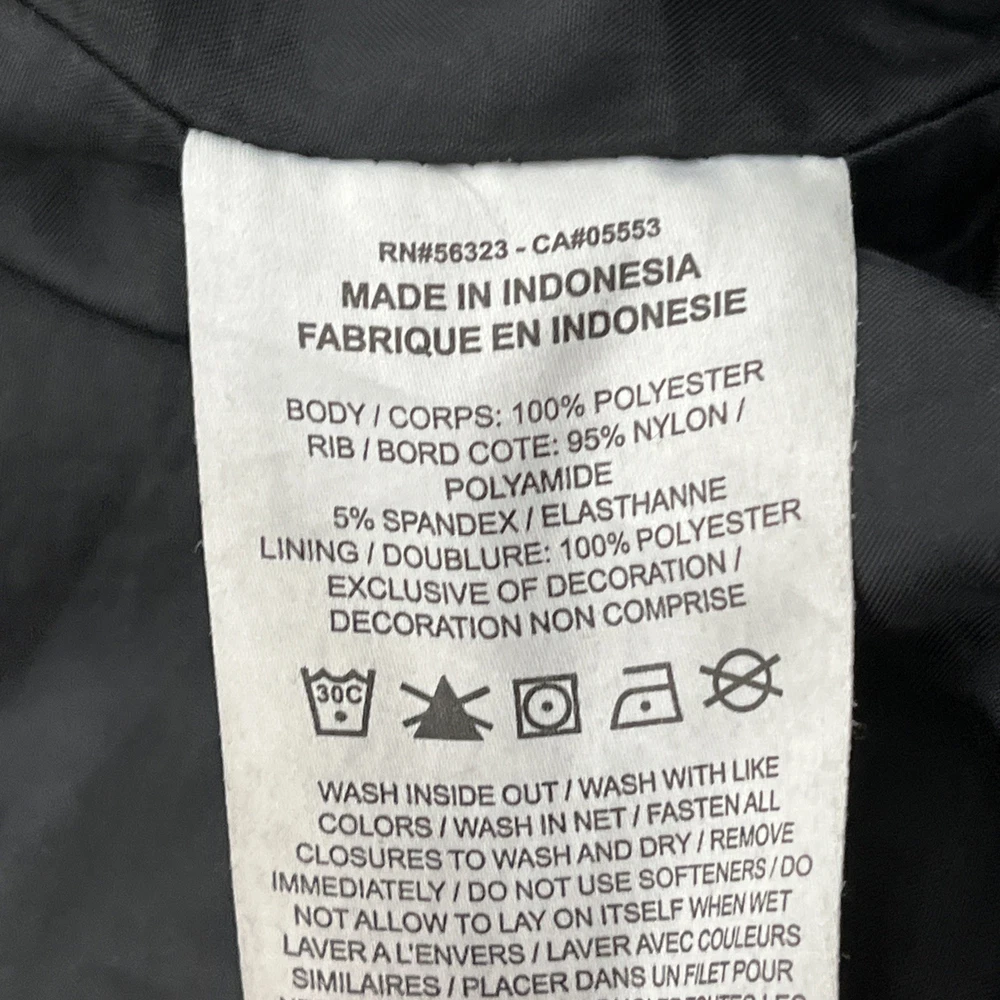 RN#56323 - CA#05553
MADE IN INDONESIA
FABRIQUE EN INDONESIE
BODY / CORPS: 100% POLYESTER
RIB / BORD COTE: 95% NYLON /
POLYAMIDE
5% SPANDEX / ELASTHANNE
LINING / DOUBLURE: 100% POLYESTER
EXCLUSIVE OF DECORATION /
DECORATION NON COMPRISE
30C
WASH INSIDE OUT / WASH WITH LIKE
COLORS / WASH IN NET / FASTEN ALL
CLOSURES TO WASH AND DRY / REMOVE
IMMEDIATELY / DO NOT USE SOFTENERS / DO
NOT ALLOW TO LAY ON ITSELF WHEN WET
LAVER A L'ENVERS / LAVER AVEC COULEURS
SIMILAIRES / PLACER DANS UN FILET POUR